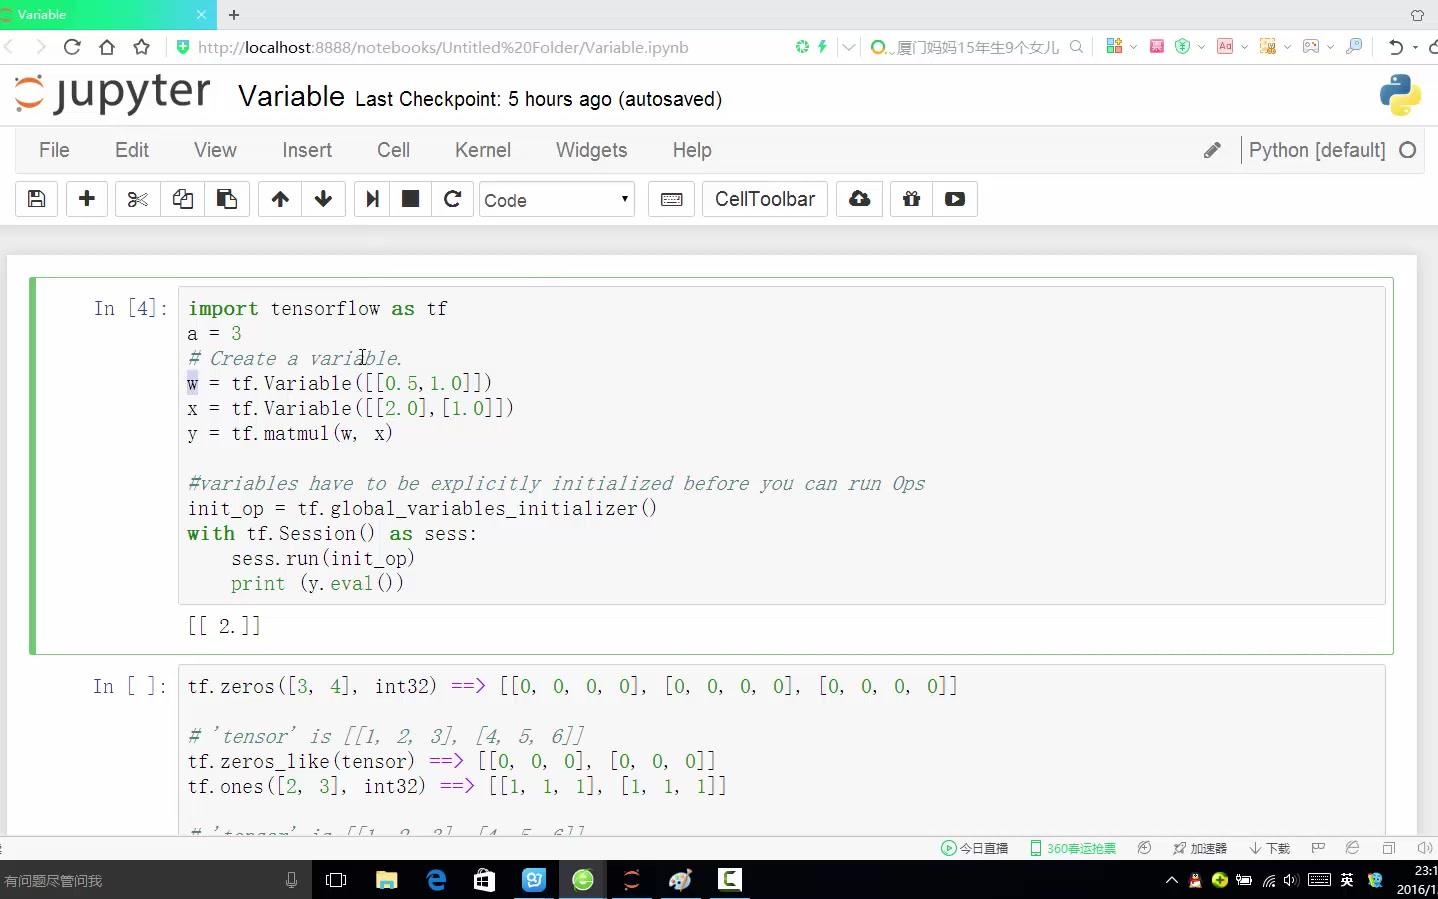 Variable
http://localhost:8888/notebooks/Untitled%20Folder/Variable.ipynb
厦门妈妈15年生9个女儿
jupyter
Variable Last Checkpoint: 5 hours ago (autosaved)
File Edit View Insert Cell Kernel Widgets Help
Python [default]
Code
CellToolbar
In [4]:
import tensorflow as tf
a = 3
# Create a variable.
w = tf.Variable([[0.5,1.0]])
x = tf.Variable([[2.0],[1.0]])
y = tf.matmul(w, x)
#variables have to be explicitly initialized before you can run Ops
init_op = tf.global_variables_initializer()
with tf.Session() as sess:
    sess.run(init_op)
    print (y.eval())
[[ 2.]]
In [ ]:
tf.zeros([3, 4], int32) ==> [[0, 0, 0, 0], [0, 0, 0, 0], [0, 0, 0, 0]]
# 'tensor' is [[1, 2, 3], [4, 5, 6]]
tf.zeros_like(tensor) ==> [[0, 0, 0], [0, 0, 0]]
tf.ones([2, 3], int32) ==> [[1, 1, 1], [1, 1, 1]]
# 'tensor' is [[1, 2, 3], [4, 5, 6]]
今日直播 360春运抢票 加速器 下载
有问题尽管问我
英
23:1
2016/1